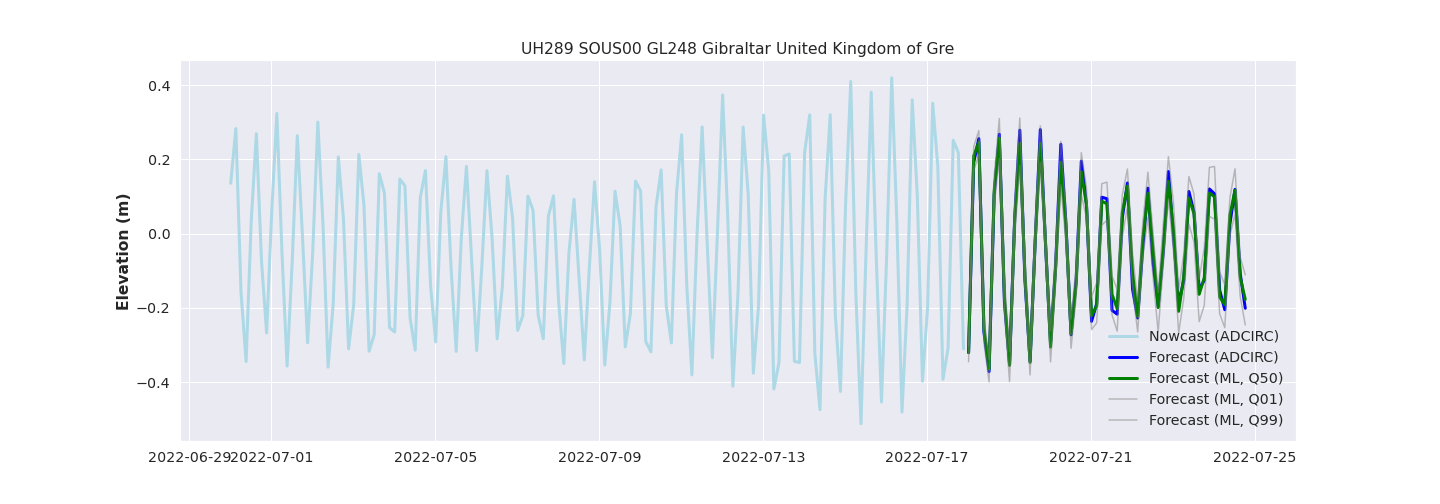 UH289 SOUS00 GL248 Gibraltar United Kingdom of Gre
Elevation (m)
0.4
0.2
0.0
−0.2
−0.4
Nowcast (ADCIRC)
Forecast (ADCIRC)
Forecast (ML, Q50)
Forecast (ML, Q01)
Forecast (ML, Q99)
2022-06-29 2022-07-01 2022-07-05 2022-07-09 2022-07-13 2022-07-17 2022-07-21 2022-07-25